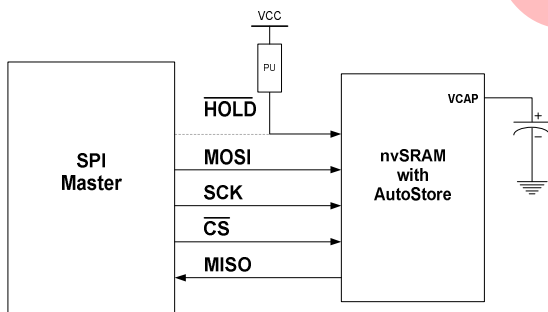 VCC
PU
HOLD
VCAP
+
−
MOSI
SPI
Master
nvSRAM
with
AutoStore
SCK
CS
MISO